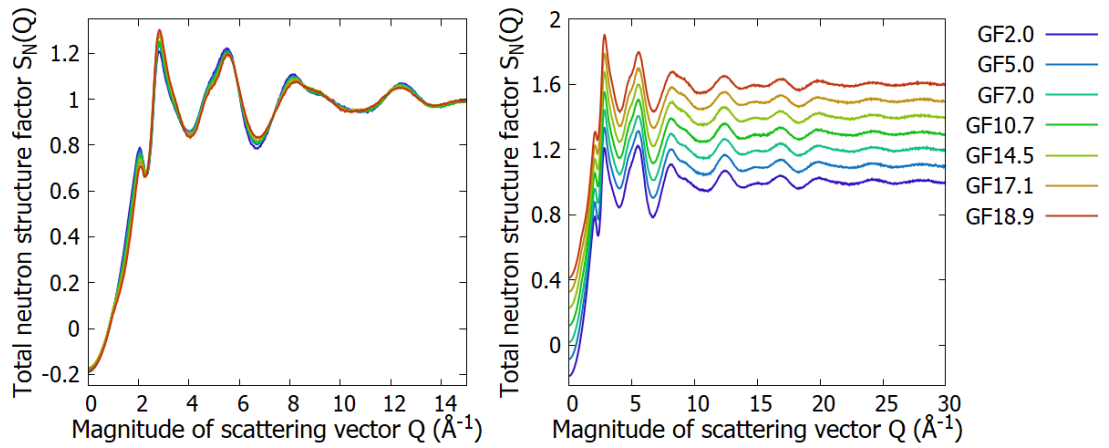 Total neutron structure factor S_N(Q)
1.2
1
0.8
0.6
0.4
0.2
0
-0.2
0 2 4 6 8 10 12 14
Magnitude of scattering vector Q (Å⁻¹)
Total neutron structure factor S_N(Q)
2
1.6
1.2
0.8
0.4
0
0 5 10 15 20 25 30
Magnitude of scattering vector Q (Å⁻¹)
GF2.0
GF5.0
GF7.0
GF10.7
GF14.5
GF17.1
GF18.9